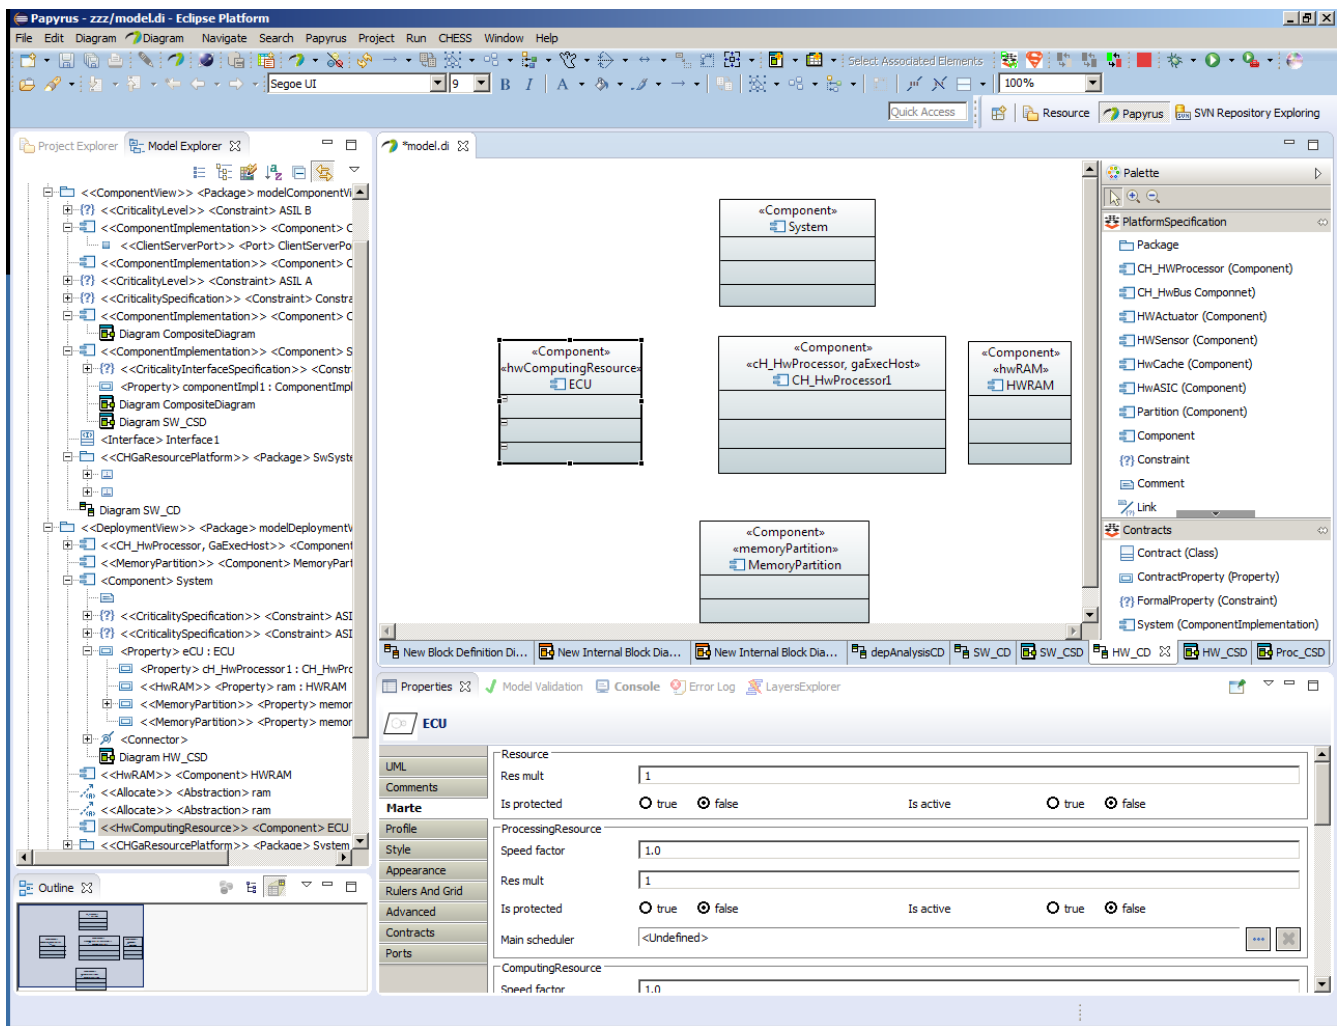 Papyrus - zzz/model.di - Eclipse Platform
File Edit Diagram Diagram Navigate Search Papyrus Project Run CHESS Window Help
Select Associated Elements
Segoe UI 9 B I A 100%
Quick Access Resource Papyrus SVN Repository Exploring
Project Explorer Model Explorer
<<ComponentView>> <Package> modelComponentVi
<<CriticalityLevel>> <Constraint> ASIL B
<<ComponentImplementation>> <Component> C
<<ClientServerPort>> <Port> ClientServerPo
<<ComponentImplementation>> <Component> C
<<CriticalityLevel>> <Constraint> ASIL A
<<CriticalitySpecification>> <Constraint> Constra
<<ComponentImplementation>> <Component> C
Diagram CompositeDiagram
<<ComponentImplementation>> <Component> S
<<CriticalityInterfaceSpecification>> <Constr
<Property> componentImpl1 : ComponentImpl
Diagram CompositeDiagram
Diagram SW_CSD
<Interface> Interface1
<<CHGaResourcePlatform>> <Package> SwSyste
Diagram SW_CD
<<DeploymentView>> <Package> modelDeploymentV
<<CH_HwProcessor, GaExecHost>> <Component
<<MemoryPartition>> <Component> MemoryPart
<Component> System
<<CriticalitySpecification>> <Constraint> ASI
<<CriticalitySpecification>> <Constraint> ASI
<Property> eCU : ECU
<Property> cH_HwProcessor1 : CH_HwPrc
<<HwRAM>> <Property> ram : HWRAM
<<MemoryPartition>> <Property> memor
<<MemoryPartition>> <Property> memor
<Connector>
Diagram HW_CSD
<<HwRAM>> <Component> HWRAM
<<Allocate>> <Abstraction> ram
<<Allocate>> <Abstraction> ram
<<HwComputingResource>> <Component> ECU
<<CHGaResourcePlatform>> <Package> System
Outline
*model.di
«Component»
System
«Component»
«hwComputingResource»
ECU
«Component»
«cH_HwProcessor, gaExecHost»
CH_HwProcessor1
«Component»
«hwRAM»
HWRAM
«Component»
«memoryPartition»
MemoryPartition
Palette
PlatformSpecification
Package
CH_HWProcessor (Component)
CH_HwBus Componnet)
HWActuator (Component)
HWSensor (Component)
HwCache (Component)
HwASIC (Component)
Partition (Component)
Component
Constraint
Comment
Link
Contracts
Contract (Class)
ContractProperty (Property)
FormalProperty (Constraint)
System (ComponentImplementation)
New Block Definition Di... New Internal Block Dia... New Internal Block Dia... depAnalysisCD SW_CD SW_CSD HW_CD HW_CSD Proc_CSD
Properties Model Validation Console Error Log LayersExplorer
ECU
UML
Comments
Marte
Profile
Style
Appearance
Rulers And Grid
Advanced
Contracts
Ports
Resource
Res mult 1
Is protected true false Is active true false
ProcessingResource
Speed factor 1.0
Res mult 1
Is protected true false Is active true false
Main scheduler <Undefined>
ComputingResource
Speed factor 1.0